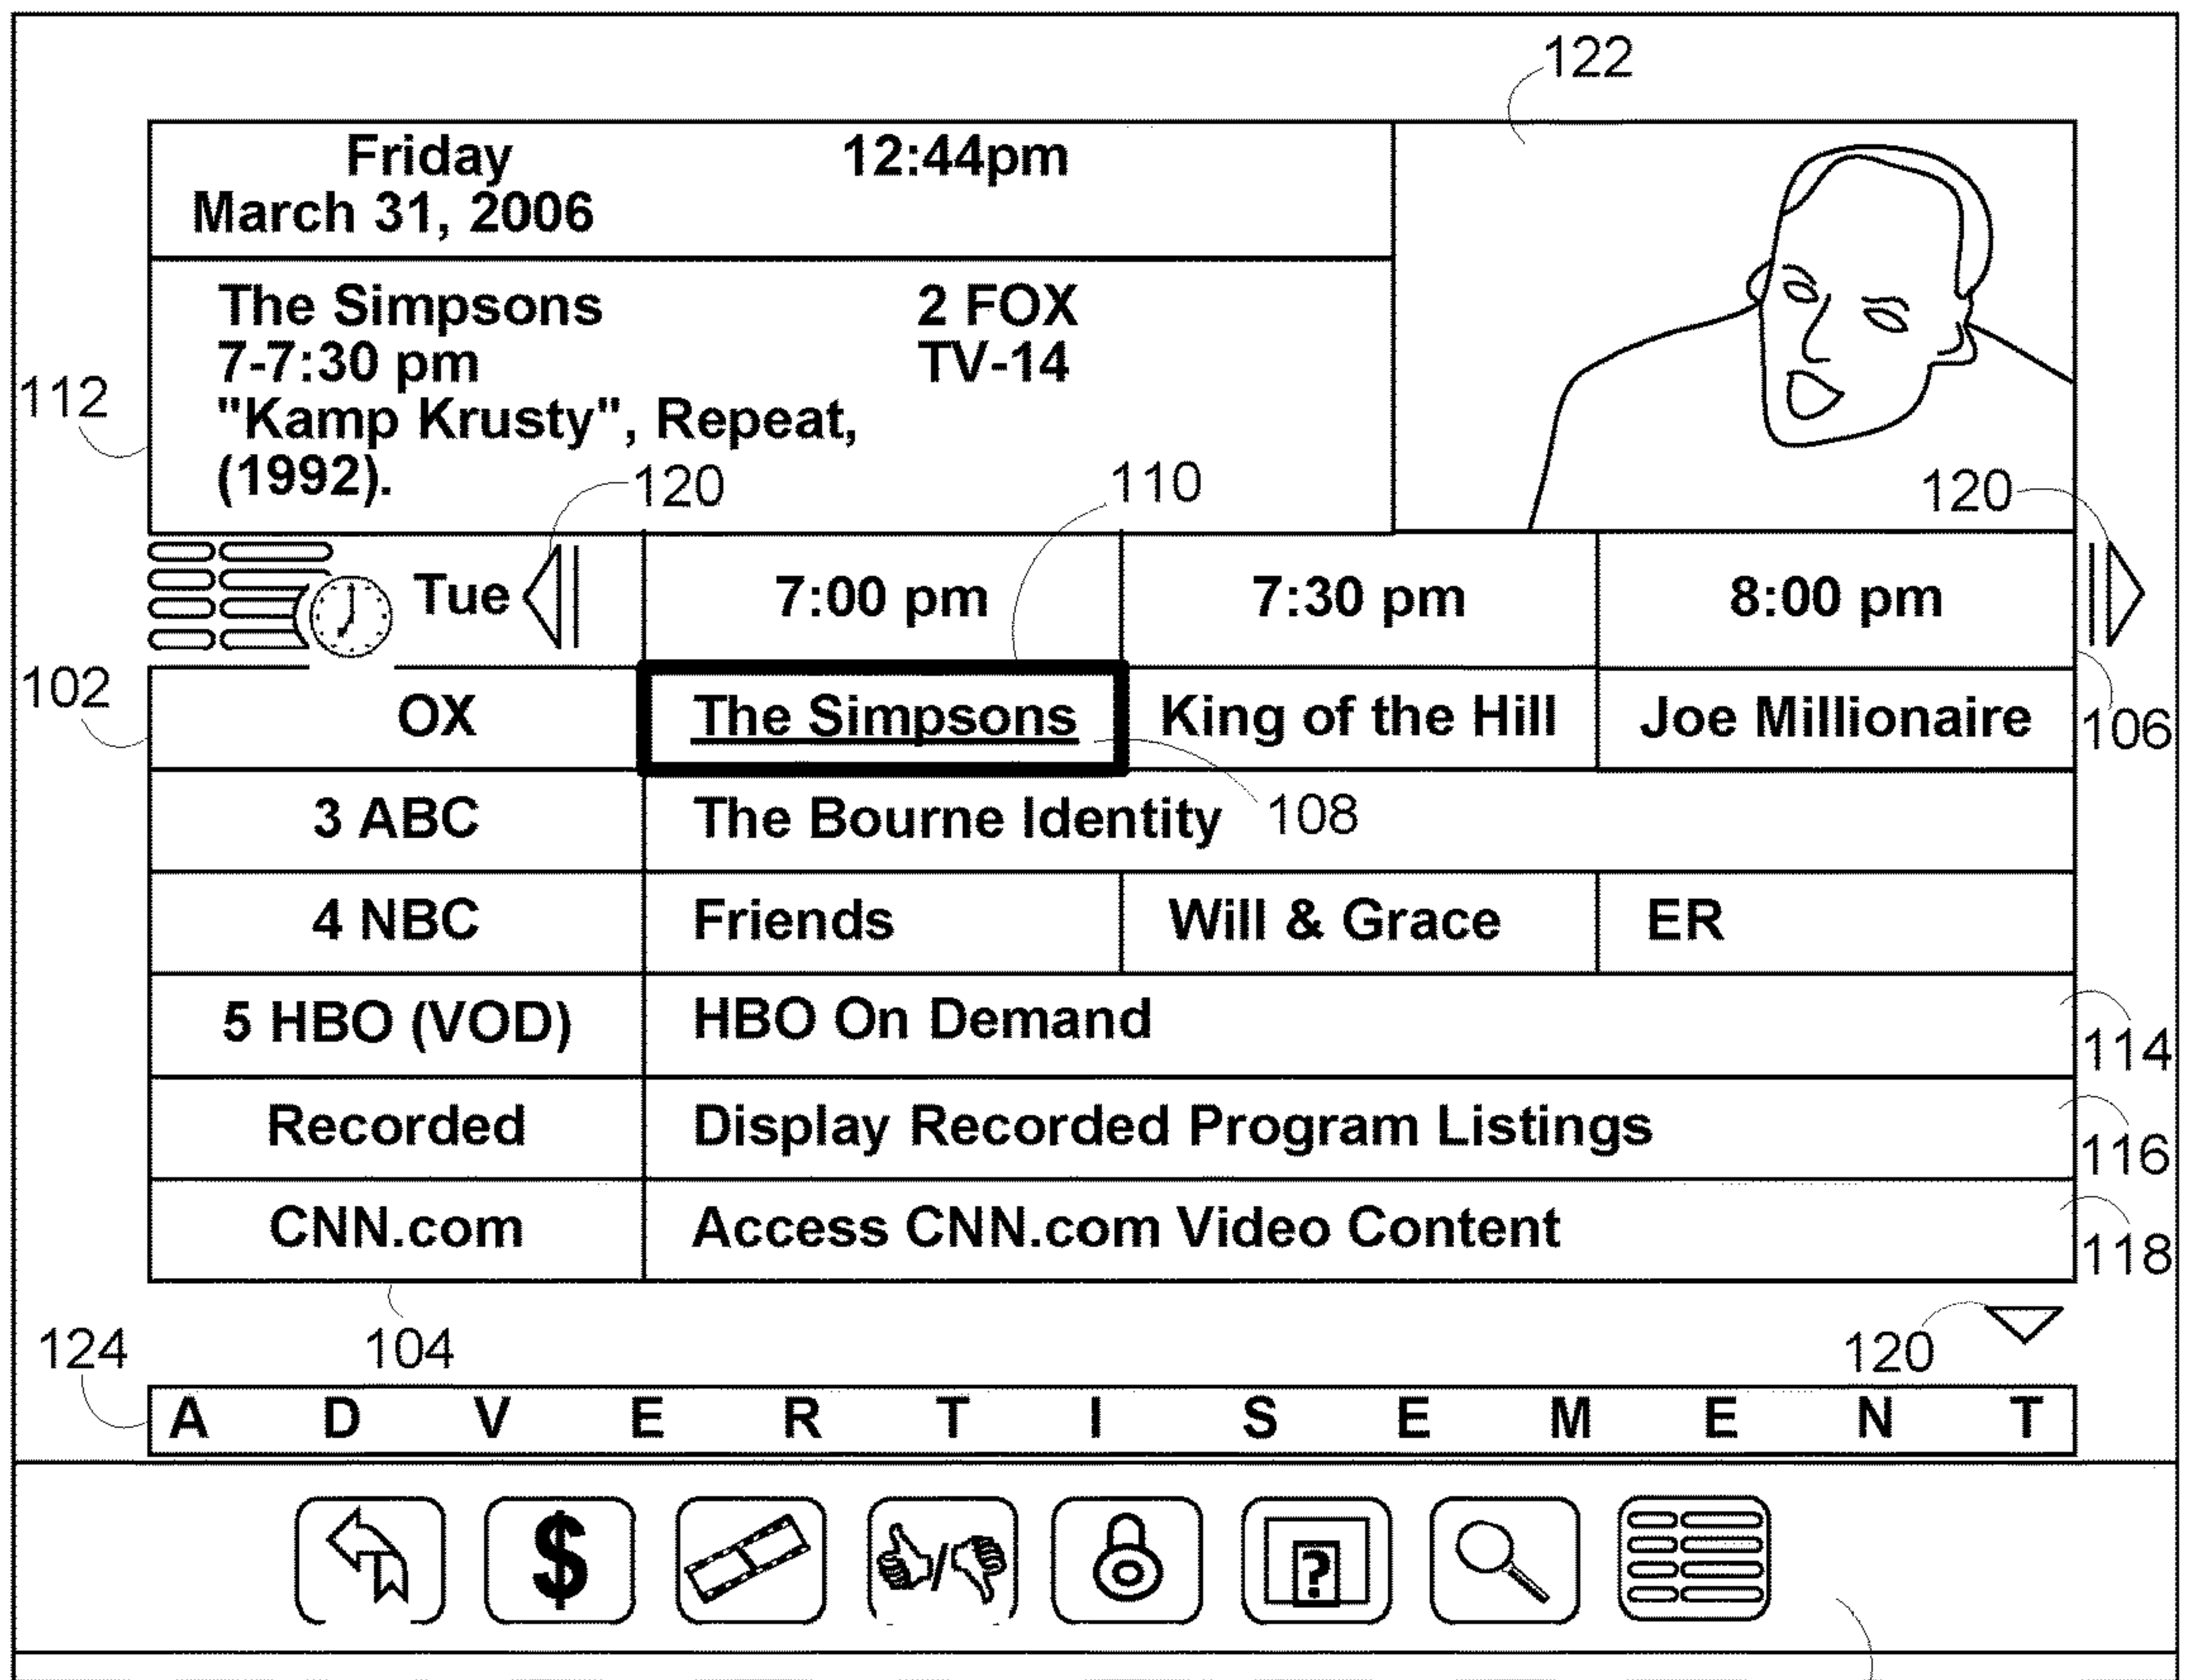 122
Friday 12:44pm
March 31, 2006
The Simpsons 2 FOX
7-7:30 pm TV-14
112
"Kamp Krusty", Repeat,
(1992).
120 110 120
Tue 7:00 pm 7:30 pm 8:00 pm
102
OX The Simpsons King of the Hill Joe Millionaire
106
3 ABC The Bourne Identity 108
4 NBC Friends Will & Grace ER
5 HBO (VOD) HBO On Demand
114
Recorded Display Recorded Program Listings
116
CNN.com Access CNN.com Video Content
118
124 104 120
A D V E R T I S E M E N T
$ / ?